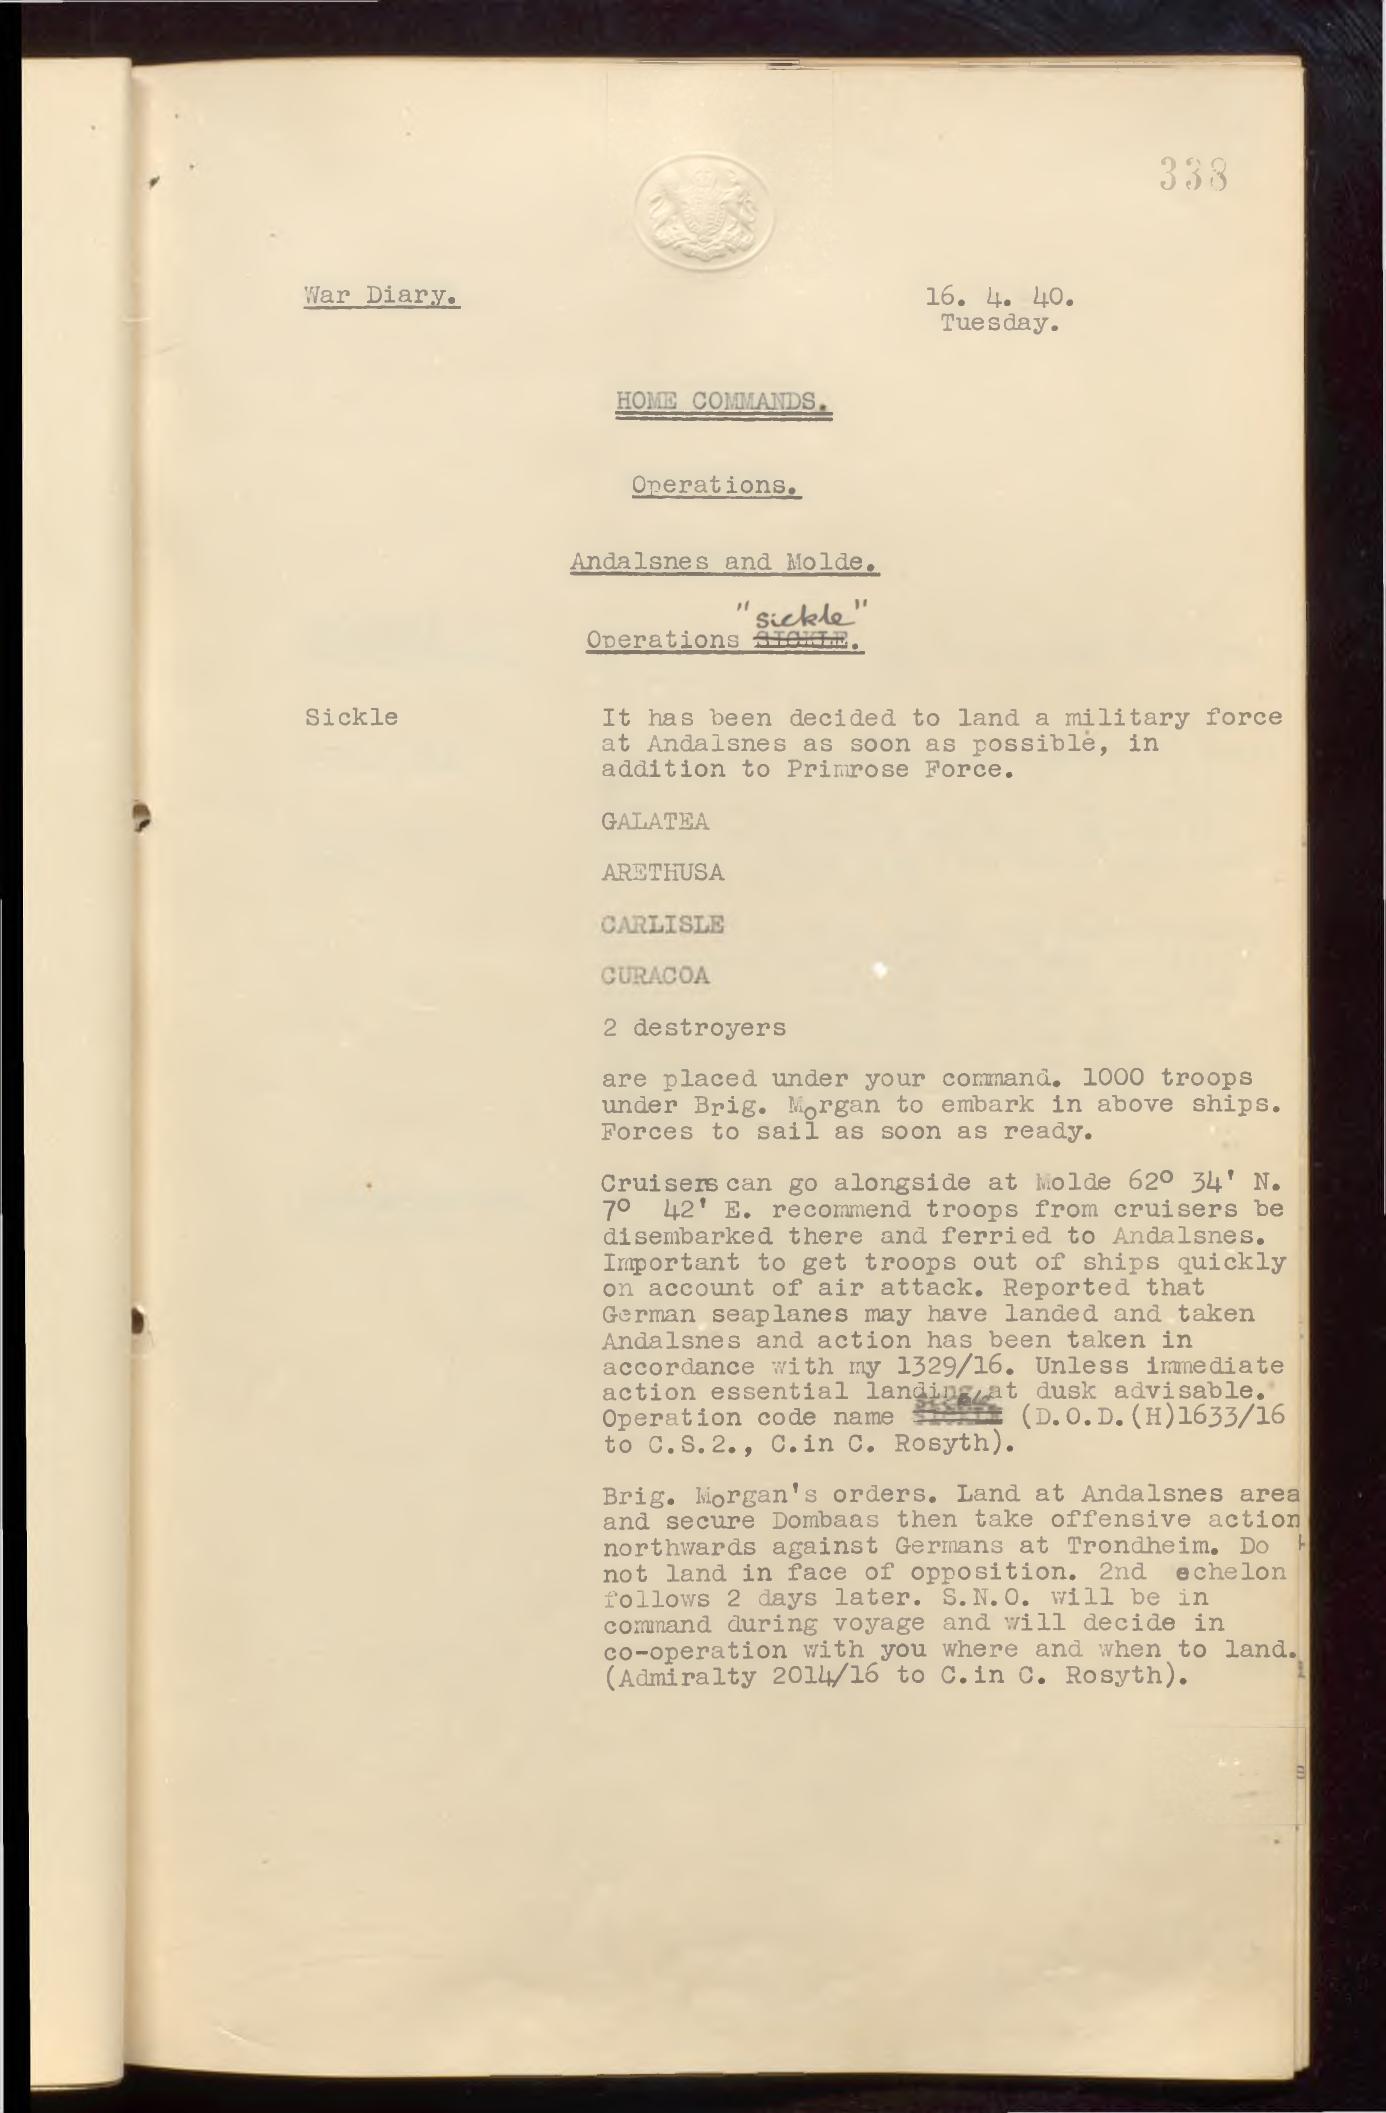 338
War Diary.
16. 4. 40.
Tuesday.
HOME COMMANDS.
Operations.
Andalsnes and Molde.
"sickle"
Operations SICKLE.
Sickle
It has been decided to land a military force
at Andalsnes as soon as possible, in
addition to Primrose Force.
GALATEA
ARETHUSA
CARLISLE
CURACOA
2 destroyers
are placed under your command. 1000 troops
under Brig. Morgan to embark in above ships.
Forces to sail as soon as ready.
Cruisers can go alongside at Molde 62º 34' N.
7º 42' E. recommend troops from cruisers be
disembarked there and ferried to Andalsnes.
Important to get troops out of ships quickly
on account of air attack. Reported that
German seaplanes may have landed and taken
Andalsnes and action has been taken in
accordance with my 1329/16. Unless immediate
action essential landing at dusk advisable.
Operation code name SICKLE (D.O.D.(H)1633/16
to C.S.2., C.in C. Rosyth).
Brig. Morgan's orders. Land at Andalsnes area
and secure Dombaas then take offensive action
northwards against Germans at Trondheim. Do
not land in face of opposition. 2nd echelon
follows 2 days later. S.N.O. will be in
command during voyage and will decide in
co-operation with you where and when to land.
(Admiralty 2014/16 to C.in C. Rosyth).